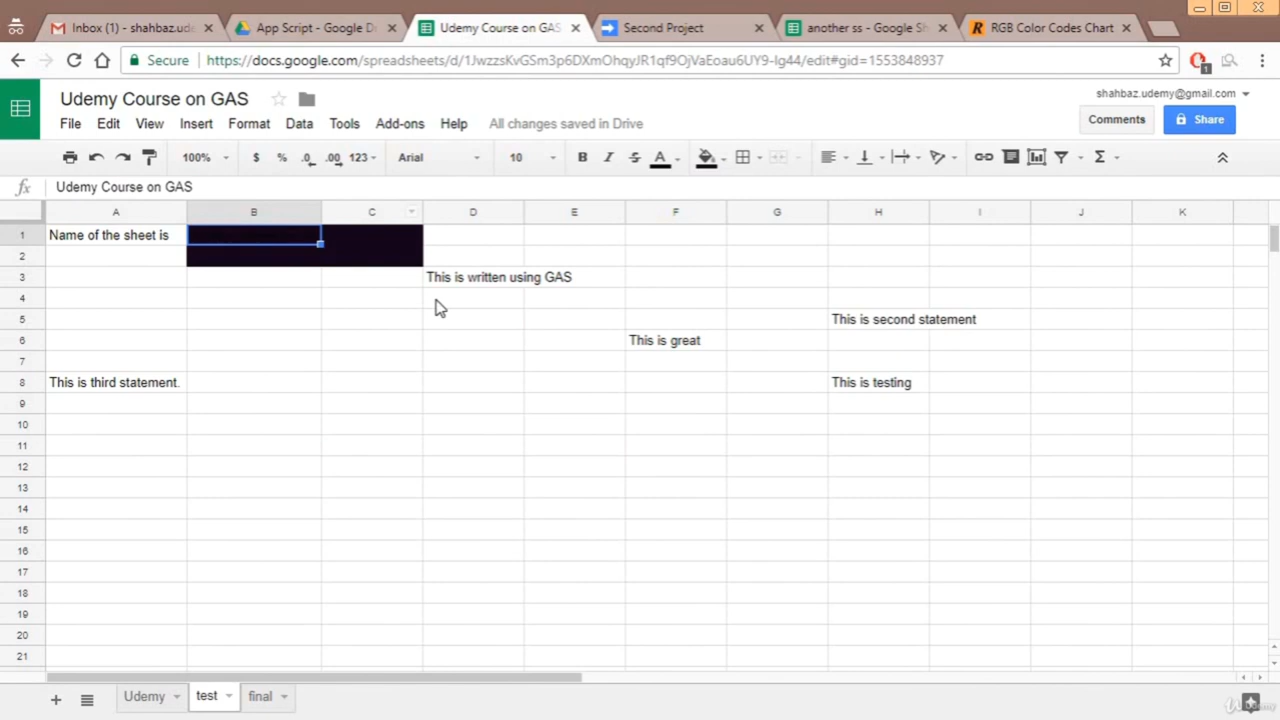 Inbox (1) - shahbaz.ud
App Script - Google D
Udemy Course on GAS
Second Project
another ss - Google Sh
RGB Color Codes Chart
Secure
https://docs.google.com/spreadsheets/d/1JwzzsKvGSm3p6DXmOhqyJR1qf9OjVaEoau6UY9-lg44/edit#gid=1553848937
1
Udemy Course on GAS
shahbaz.udemy@gmail.com
File Edit View Insert Format Data Tools Add-ons Help All changes saved in Drive
Comments
Share
100% $ % .0 .00 123 Arial 10 B I S A Σ
fx Udemy Course on GAS
A B C D E F G H I J K
1 Name of the sheet is
2
3 This is written using GAS
4
5 This is second statement
6 This is great
7
8 This is third statement. This is testing
9
10
11
12
13
14
15
16
17
18
19
20
21
+ Udemy test final
Udemy